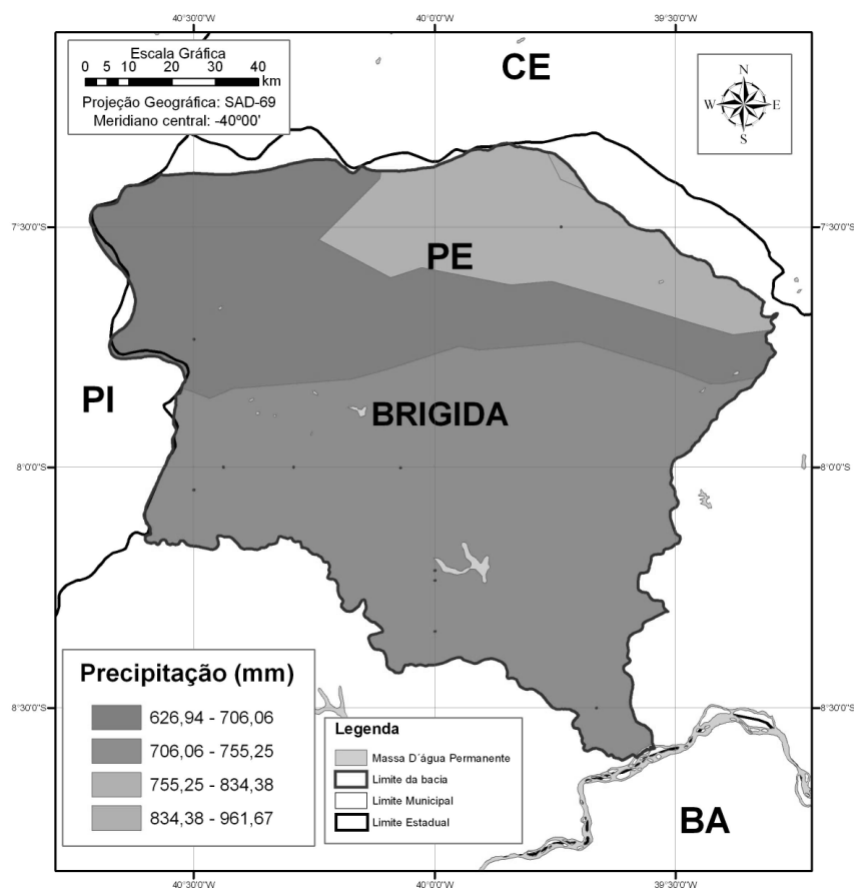 40°30'0"W 40°0'0"W 39°30'0"W
Escala Gráfica
0 5 10 20 30 40
km
Projeção Geográfica: SAD-69
Meridiano central: -40º00'
CE
N
W E
S
7°30'0"S 7°30'0"S
PE
PI
BRIGIDA
8°0'0"S 8°0'0"S
Precipitação (mm)
626,94 - 706,06
706,06 - 755,25
755,25 - 834,38
834,38 - 961,67
8°30'0"S 8°30'0"S
Legenda
Massa D´água Permanente
Limite da bacia
Limite Municipal
Limite Estadual
BA
40°30'0"W 40°0'0"W 39°30'0"W